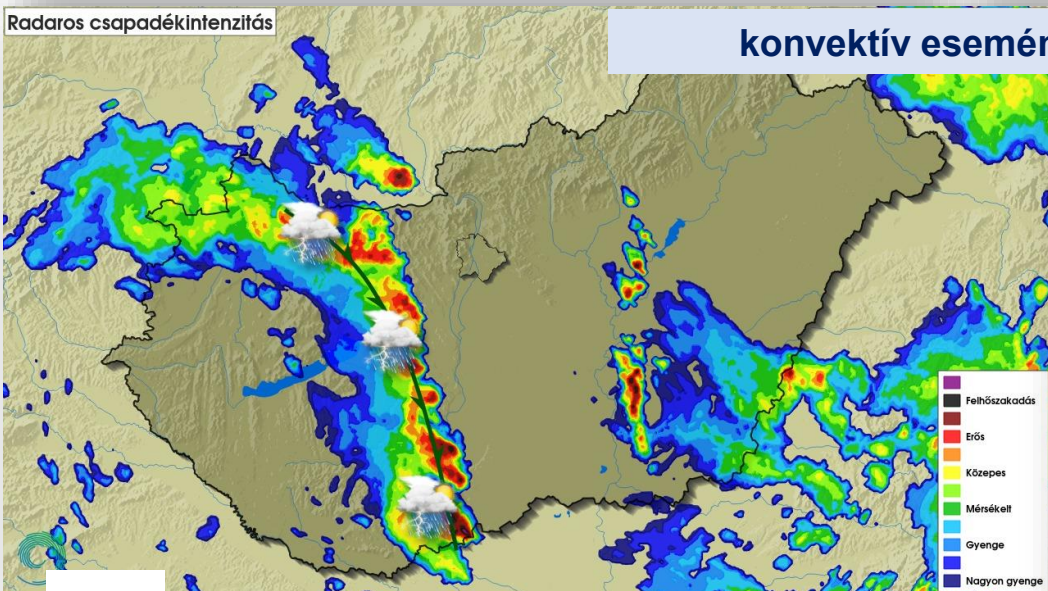 Radaros csapadékintenzitás
konvektív esemén
Felhőszakadás
Erős
Közepes
Mérsékelt
Gyenge
Nagyon gyenge